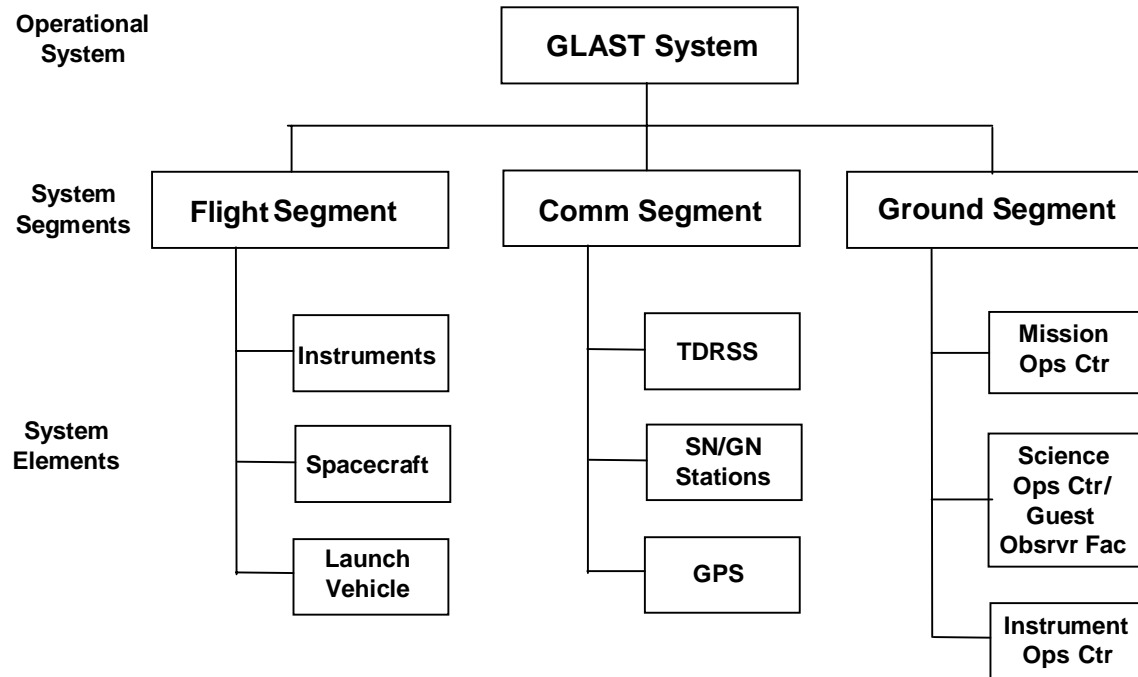 Operational
System
GLAST System
System
Segments
Flight Segment
Comm Segment
Ground Segment
System
Elements
Instruments
Spacecraft
Launch
Vehicle
TDRSS
SN/GN
Stations
GPS
Mission
Ops Ctr
Science
Ops Ctr/
Guest
Obsrvr Fac
Instrument
Ops Ctr